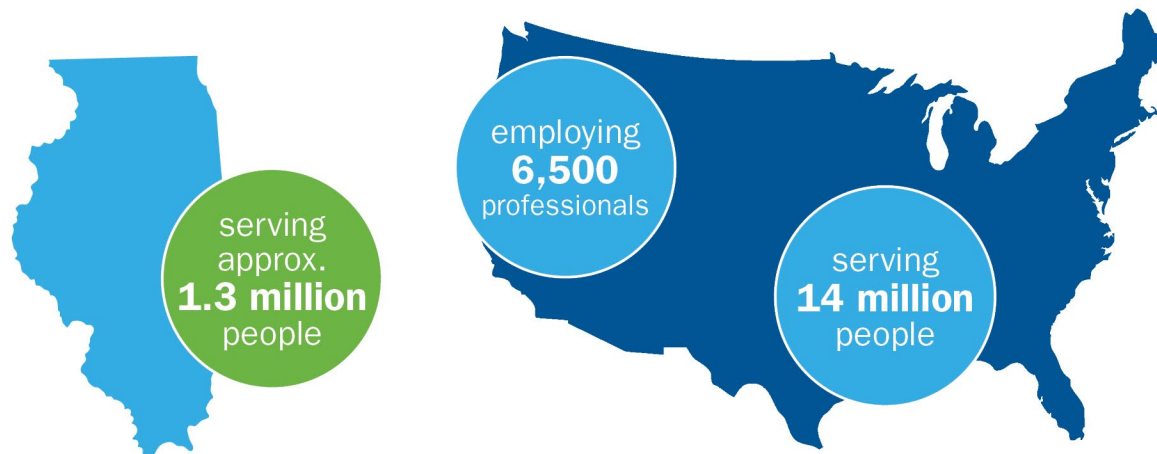 serving
approx.
1.3 million
people
employing
6,500
professionals
serving
14 million
people